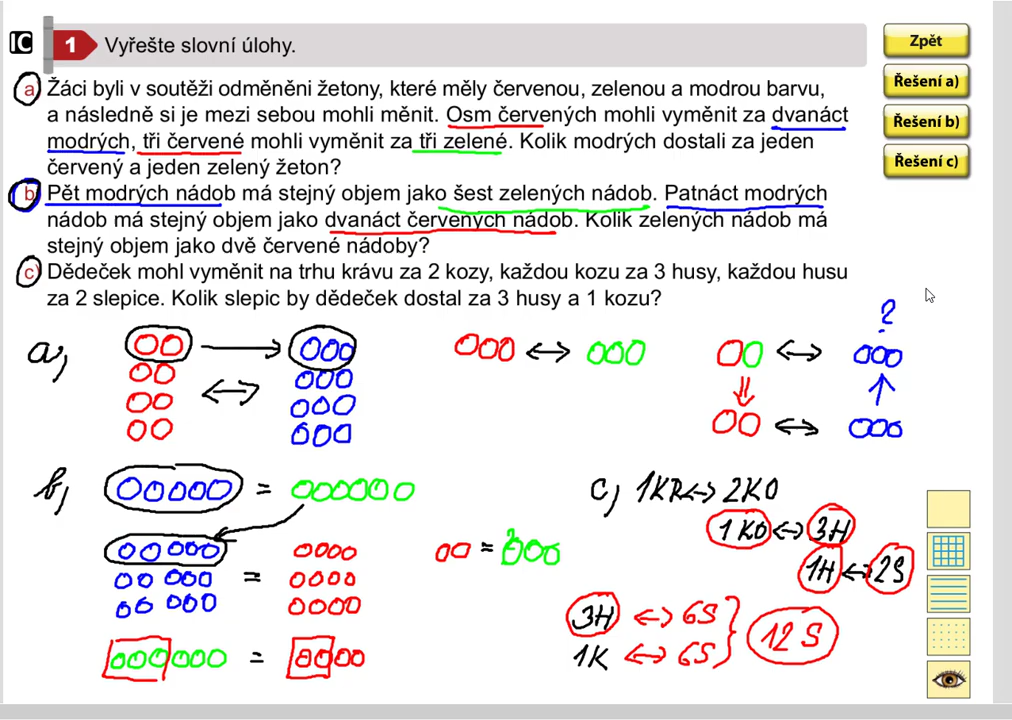 IC 1 Vyřešte slovní úlohy.
Zpět
Řešení a)
Řešení b)
Řešení c)
a) Žáci byli v soutěži odměněni žetony, které měly červenou, zelenou a modrou barvu,
a následně si je mezi sebou mohli měnit. Osm červených mohli vyměnit za dvanáct
modrých, tři červené mohli vyměnit za tři zelené. Kolik modrých dostali za jeden
červený a jeden zelený žeton?
b) Pět modrých nádob má stejný objem jako šest zelených nádob. Patnáct modrých
nádob má stejný objem jako dvanáct červených nádob. Kolik zelených nádob má
stejný objem jako dvě červené nádoby?
c) Dědeček mohl vyměnit na trhu krávu za 2 kozy, každou kozu za 3 husy, každou husu
za 2 slepice. Kolik slepic by dědeček dostal za 3 husy a 1 kozu?
?
a)
b) =
=
=
= ?
c) 1KR ↔ 2KO
1KO ↔ 3H
1H ↔ 2S
3H ↔ 6S
1K ↔ 6S } 12 S